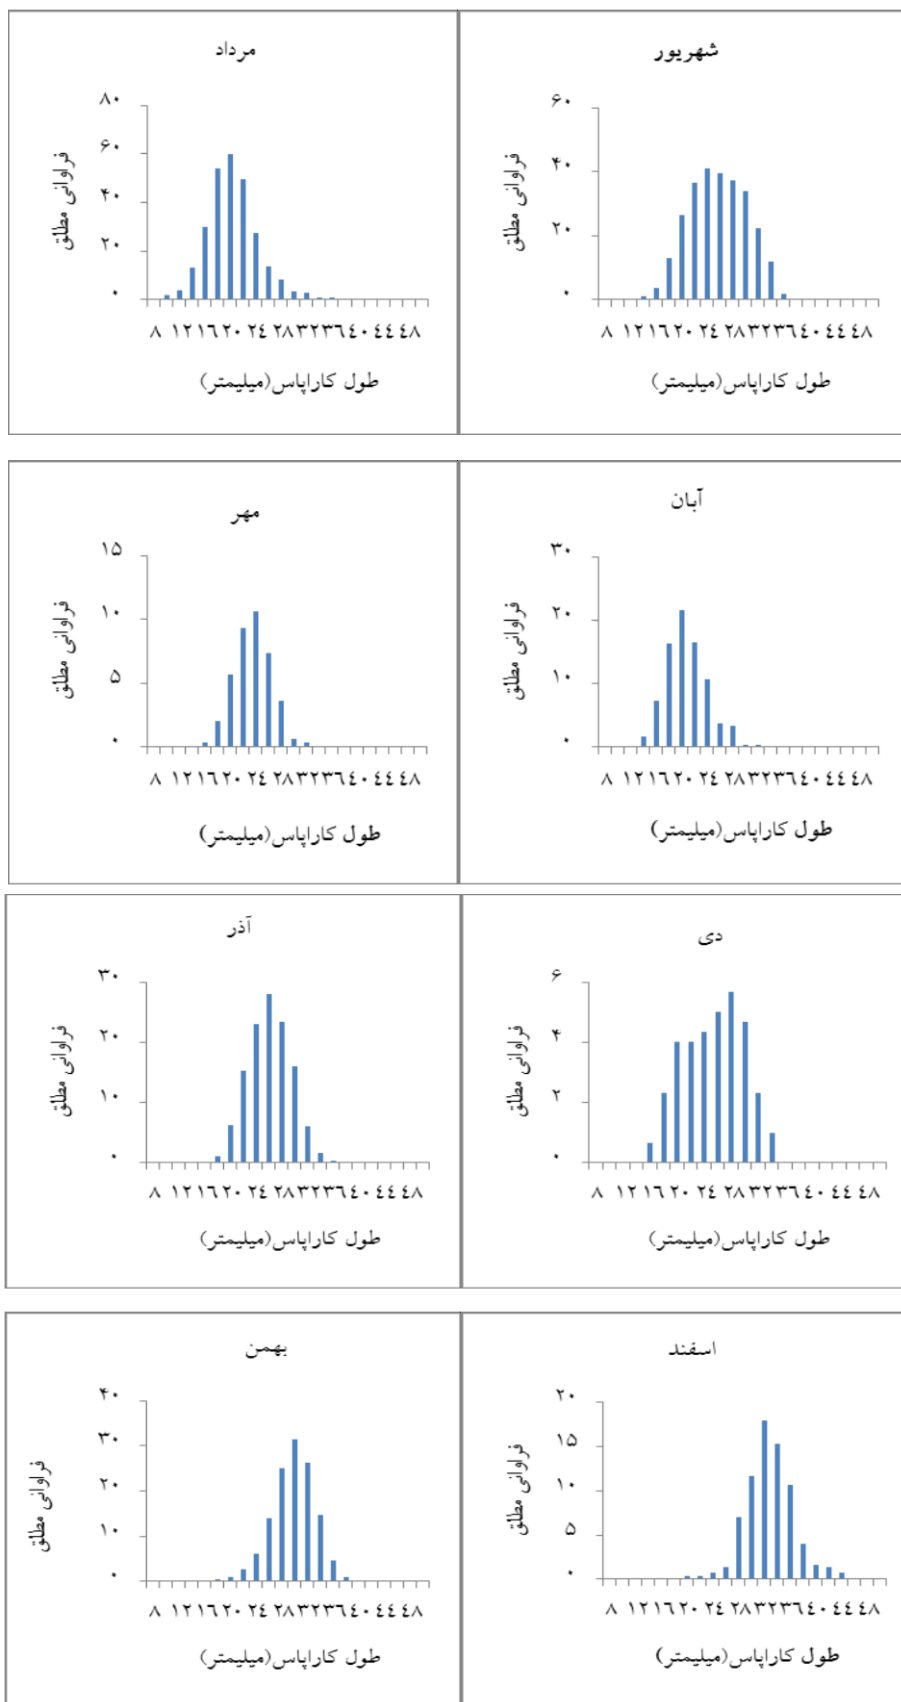 مرداد
۸۰
۶۰
۴۰
۲۰
۰
فراوانی مطلق
۸ ۱۲ ۱۶ ۲۰ ۲۴ ۲۸ ۳۲ ۳۶ ۴۰ ۴۴ ۴۸
طول کاراپاس(میلیمتر)
شهریور
۶۰
۴۰
۲۰
۰
فراوانی مطلق
۸ ۱۲ ۱۶ ۲۰ ۲۴ ۲۸ ۳۲ ۳۶ ۴۰ ۴۴ ۴۸
طول کاراپاس(میلیمتر)
مهر
۱۵
۱۰
۵
۰
فراوانی مطلق
۸ ۱۲ ۱۶ ۲۰ ۲۴ ۲۸ ۳۲ ۳۶ ۴۰ ۴۴ ۴۸
طول کاراپاس(میلیمتر)
آبان
۳۰
۲۰
۱۰
۰
فراوانی مطلق
۸ ۱۲ ۱۶ ۲۰ ۲۴ ۲۸ ۳۲ ۳۶ ۴۰ ۴۴ ۴۸
طول کاراپاس(میلیمتر)
آذر
۳۰
۲۰
۱۰
۰
فراوانی مطلق
۸ ۱۲ ۱۶ ۲۰ ۲۴ ۲۸ ۳۲ ۳۶ ۴۰ ۴۴ ۴۸
طول کاراپاس(میلیمتر)
دی
۶
۴
۲
۰
فراوانی مطلق
۸ ۱۲ ۱۶ ۲۰ ۲۴ ۲۸ ۳۲ ۳۶ ۴۰ ۴۴ ۴۸
طول کاراپاس(میلیمتر)
بهمن
۴۰
۳۰
۲۰
۱۰
۰
فراوانی مطلق
۸ ۱۲ ۱۶ ۲۰ ۲۴ ۲۸ ۳۲ ۳۶ ۴۰ ۴۴ ۴۸
طول کاراپاس(میلیمتر)
اسفند
۲۰
۱۵
۱۰
۵
۰
فراوانی مطلق
۸ ۱۲ ۱۶ ۲۰ ۲۴ ۲۸ ۳۲ ۳۶ ۴۰ ۴۴ ۴۸
طول کاراپاس(میلیمتر)